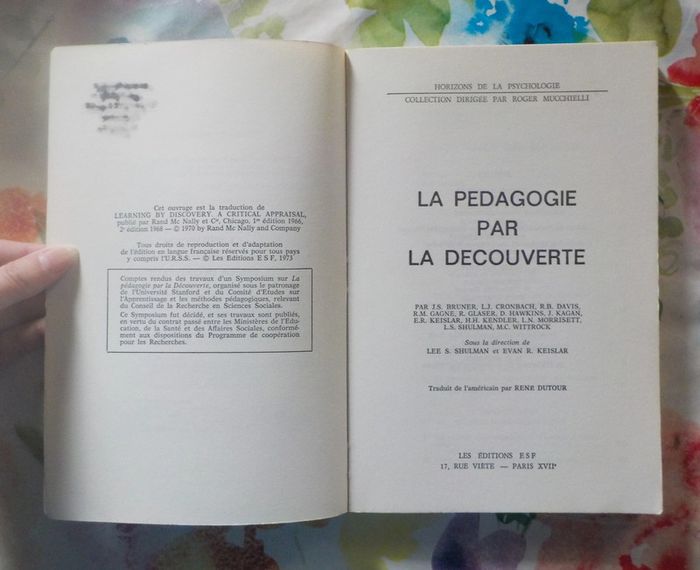 Cet ouvrage est la traduction de
LEARNING BY DISCOVERY. A CRITICAL APPRAISAL,
publié par Rand Mc Nally et Cie, Chicago, 1re édition 1966,
2e édition 1968 — © 1970 by Rand Mc Nally and Company
Tous droits de reproduction et d'adaptation
de l'édition en langue française réservés pour tous pays
y compris l'U.R.S.S. — © Les Editions E S F, 1973
Comptes rendus des travaux d'un Symposium sur La
pédagogie par la Découverte, organisé sous le patronage
de l'Université Stanford et du Comité d'Etudes sur
l'Apprentissage et les méthodes pédagogiques, relevant
du Conseil de la Recherche en Sciences Sociales.
Ce Symposium fut décidé, et ses travaux sont publiés,
en vertu du contrat passé entre les Ministères de l'Edu-
cation, de la Santé et des Affaires Sociales, conformé-
ment aux dispositions du Programme de coopération
pour les Recherches.
HORIZONS DE LA PSYCHOLOGIE
COLLECTION DIRIGÉE PAR ROGER MUCCHIELLI
LA PEDAGOGIE
PAR
LA DECOUVERTE
PAR J.S. BRUNER, L.J. CRONBACH, R.B. DAVIS,
R.M. GAGNE, R. GLASER, D. HAWKINS, J. KAGAN,
E.R. KEISLAR, H.H. KENDLER, L.N. MORRISETT,
L.S. SHULMAN, M.C. WITTROCK
Sous la direction de
LEE S. SHULMAN et EVAN R. KEISLAR
Traduit de l'américain par RENE DUTOUR
LES ÉDITIONS E S F
17, RUE VIÈTE — PARIS XVIIe